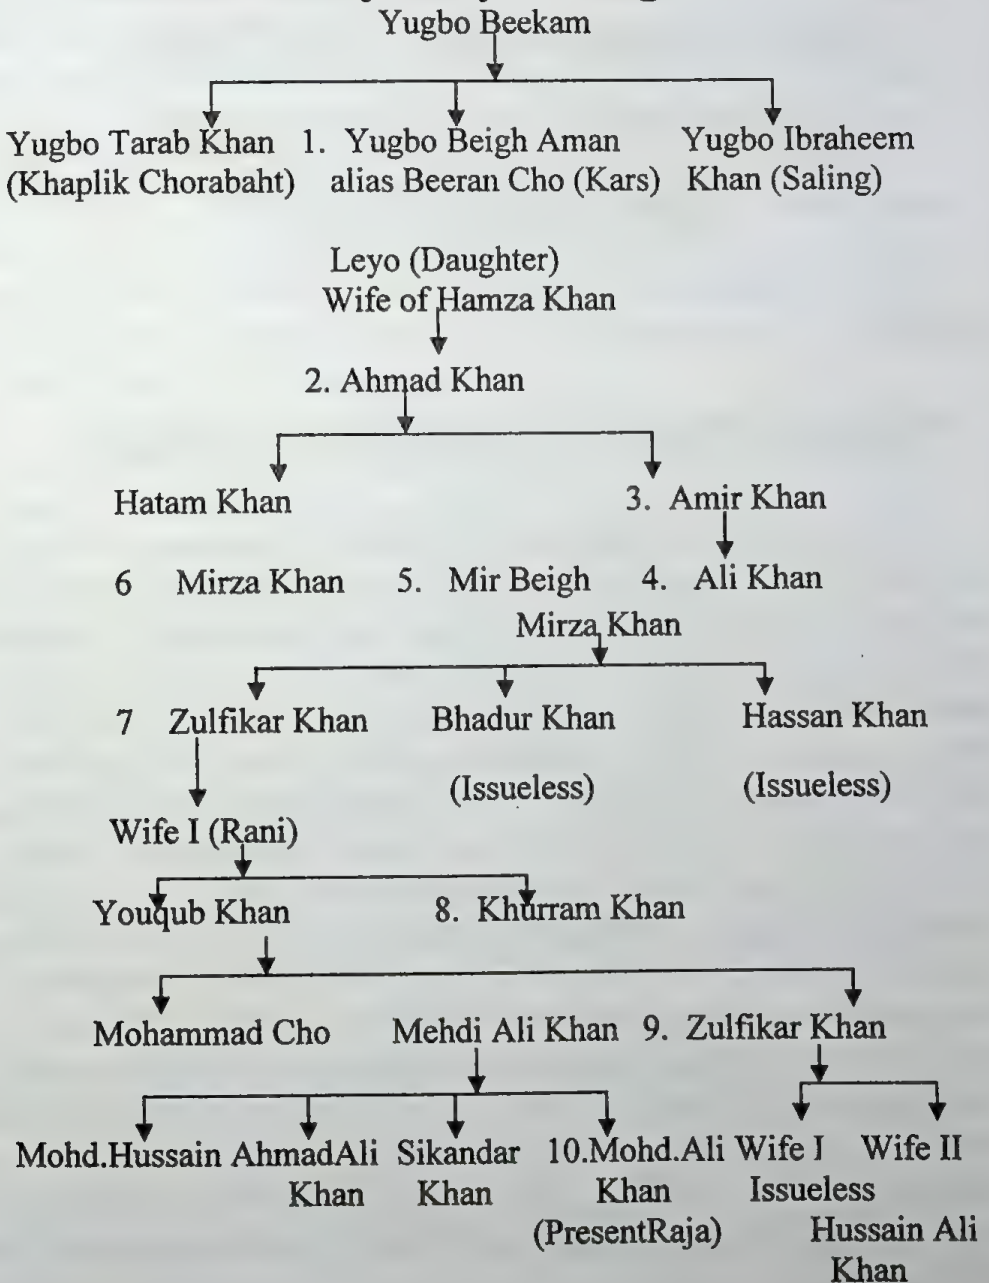 Yugbo Beekam
Yugbo Tarab Khan 1. Yugbo Beigh Aman Yugbo Ibraheem
(Khaplik Chorabaht) alias Beeran Cho (Kars) Khan (Saling)
Leyo (Daughter)
Wife of Hamza Khan
2. Ahmad Khan
Hatam Khan 3. Amir Khan
6 Mirza Khan 5. Mir Beigh 4. Ali Khan
Mirza Khan
7 Zulfikar Khan Bhadur Khan Hassan Khan
(Issueless) (Issueless)
Wife I (Rani)
Youqub Khan 8. Khurram Khan
Mohammad Cho Mehdi Ali Khan 9. Zulfikar Khan
Mohd.Hussain AhmadAli Sikandar 10.Mohd.Ali Wife I Wife II
Khan Khan Khan Issueless
(PresentRaja) Hussain Ali
Khan